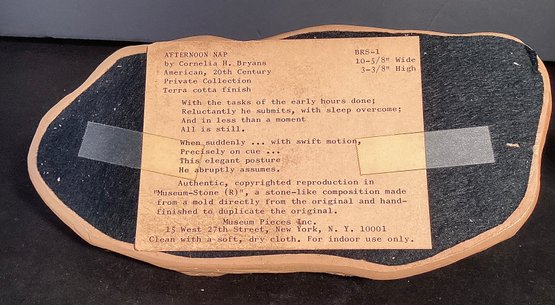 AFTERNOON NAP BRS-1
by Cornelia H. Bryans 10-5/8" Wide
American, 20th Century 3-3/8" High
Private Collection
Terra cotta finish
With the tasks of the early hours done;
Reluctantly he submits, with sleep overcome;
And in less than a moment
All is still.
When suddenly ... with swift motion,
Precisely on cue ...
This elegant posture
He abruptly assumes.
Authentic, copyrighted reproduction in
"Museum-Stone (R)", a stone-like composition made
from a mold directly from the original and hand-
finished to duplicate the original.
Museum Pieces Inc.
15 West 27th Street, New York, N. Y. 10001
Clean with a soft, dry cloth. For indoor use only.